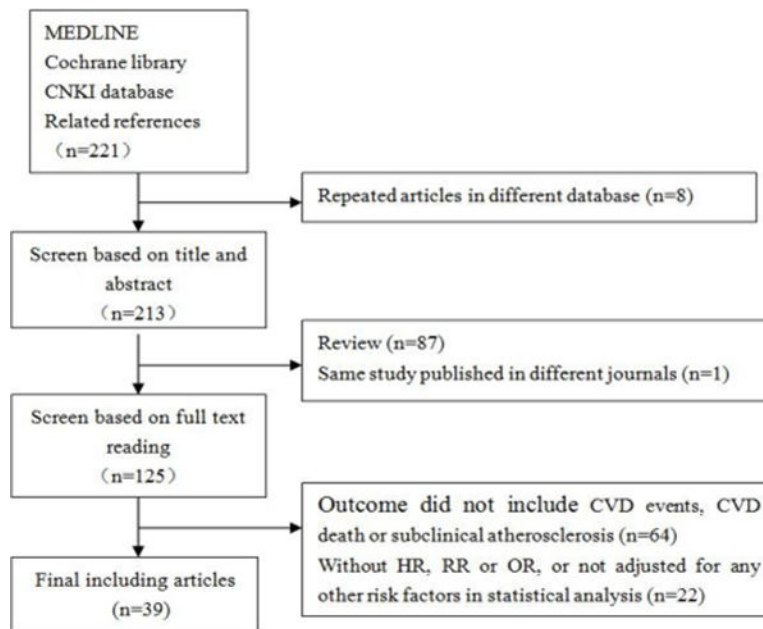 MEDLINE
Cochrane library
CNKI database
Related references
（n=221）
Repeated articles in different database (n=8)
Screen based on title and
abstract
（n=213）
Review (n=87)
Same study published in different journals (n=1)
Screen based on full text
reading
（n=125）
Outcome did not include CVD events, CVD
death or subclinical atherosclerosis (n=64)
Without HR, RR or OR, or not adjusted for any
other risk factors in statistical analysis (n=22)
Final including articles
(n=39)